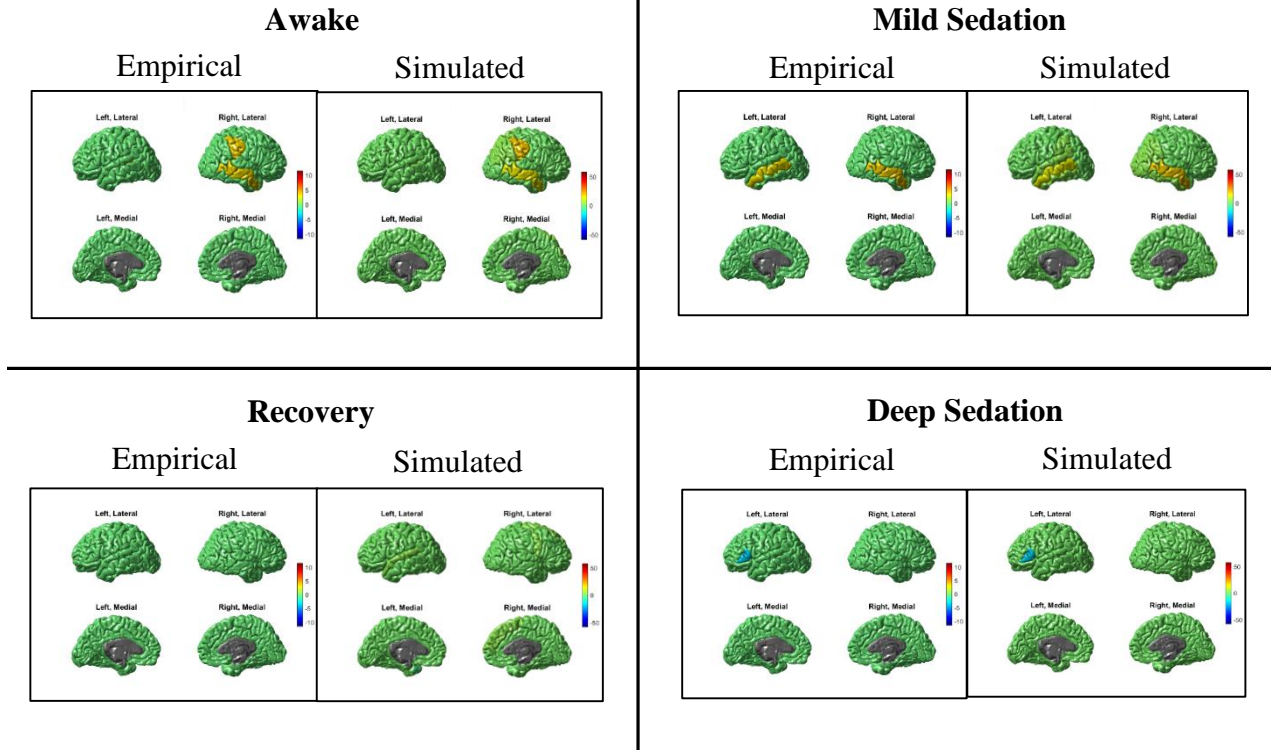 Awake
Empirical Simulated
Left, Lateral Right, Lateral Left, Lateral Right, Lateral
10
5
0
-5
-10
50
0
-50
Left, Medial Right, Medial Left, Medial Right, Medial
Mild Sedation
Empirical Simulated
Left, Lateral Right, Lateral Left, Lateral Right, Lateral
10
5
0
-5
-10
50
0
-50
Left, Medial Right, Medial Left, Medial Right, Medial
Recovery
Empirical Simulated
Left, Lateral Right, Lateral Left, Lateral Right, Lateral
10
5
0
-5
-10
50
0
-50
Left, Medial Right, Medial Left, Medial Right, Medial
Deep Sedation
Empirical Simulated
Left, Lateral Right, Lateral Left, Lateral Right, Lateral
10
5
0
-5
-10
50
0
-50
Left, Medial Right, Medial Left, Medial Right, Medial